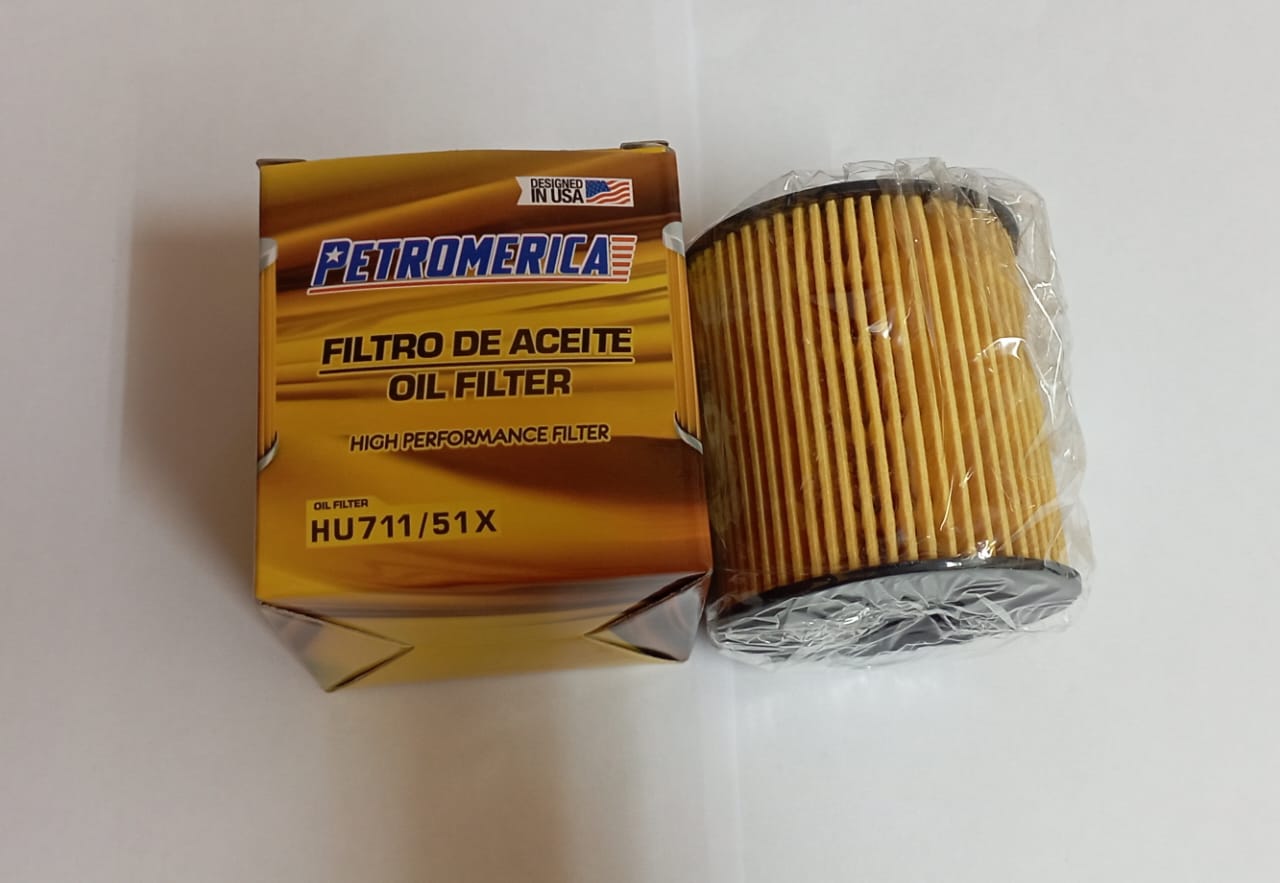 DESIGNED
IN USA
PETROMERICA
FILTRO DE ACEITE
OIL FILTER
HIGH PERFORMANCE FILTER
OIL FILTER
HU711/51X